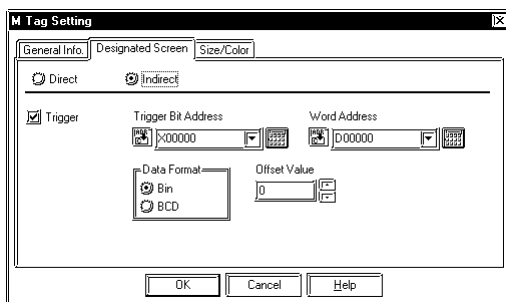 M Tag Setting
General Info. Designated Screen Size/Color
Direct Indirect
Trigger Trigger Bit Address Word Address
X00000 D00000
Data Format Offset Value
Bin 0
BCD
OK Cancel Help